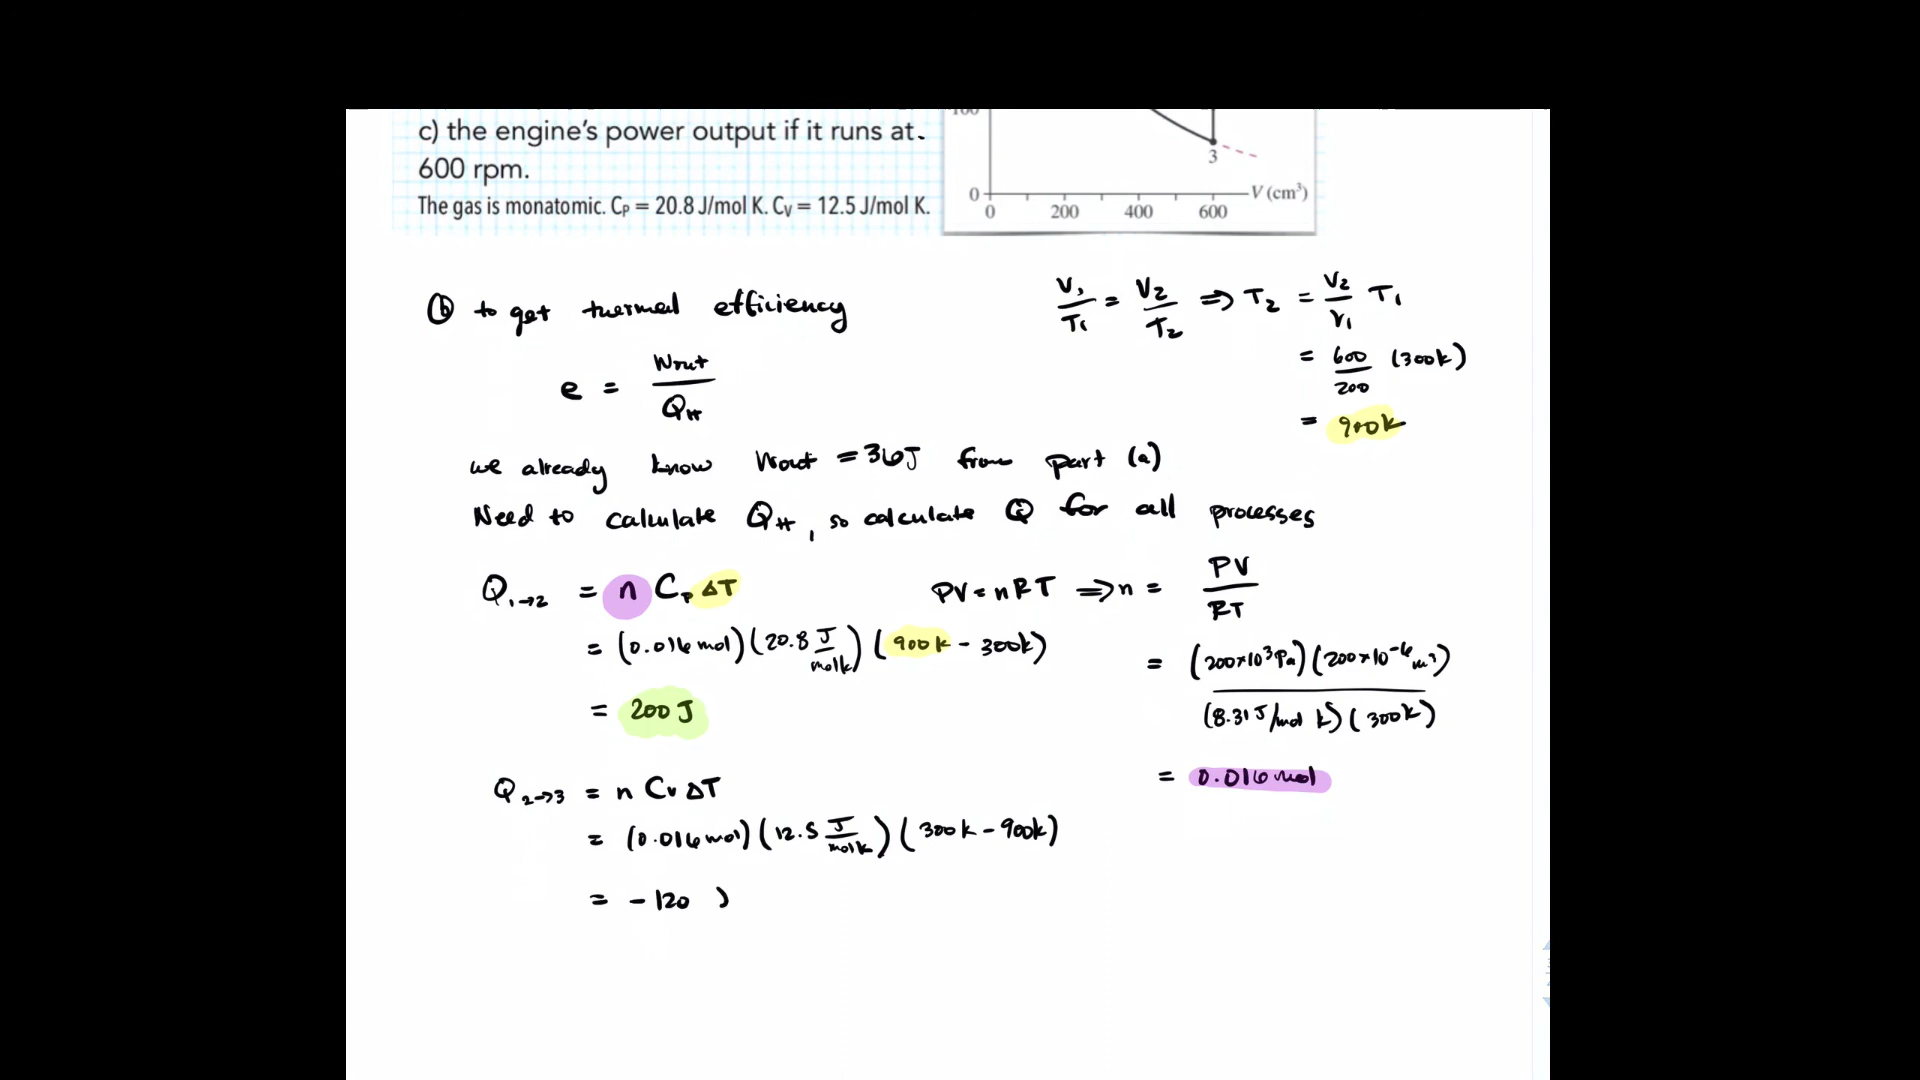 c) the engine's power output if it runs at
600 rpm.
The gas is monatomic. CP = 20.8 J/mol K. CV = 12.5 J/mol K.
100
3
0
V (cm³)
0 200 400 600
ⓑ to get thermal efficiency
e = Wout / QH
V1/T1 = V2/T2 ⇒ T2 = V2/V1 T1
= 600/200 (300K)
= 900K
we already know Wout = 36J from part (a)
Need to calculate QH, so calculate Q for all processes
Q1→2 = n Cp ΔT
= (0.016 mol)(20.8 J/mol K)(900K - 300K)
= 200 J
PV = nRT ⇒ n = PV/RT
= (200×10³Pa)(200×10⁻⁶m³) / (8.31 J/mol K)(300K)
= 0.016 mol
Q2→3 = n Cv ΔT
= (0.016 mol)(12.5 J/mol K)(300K - 900K)
= -120 J